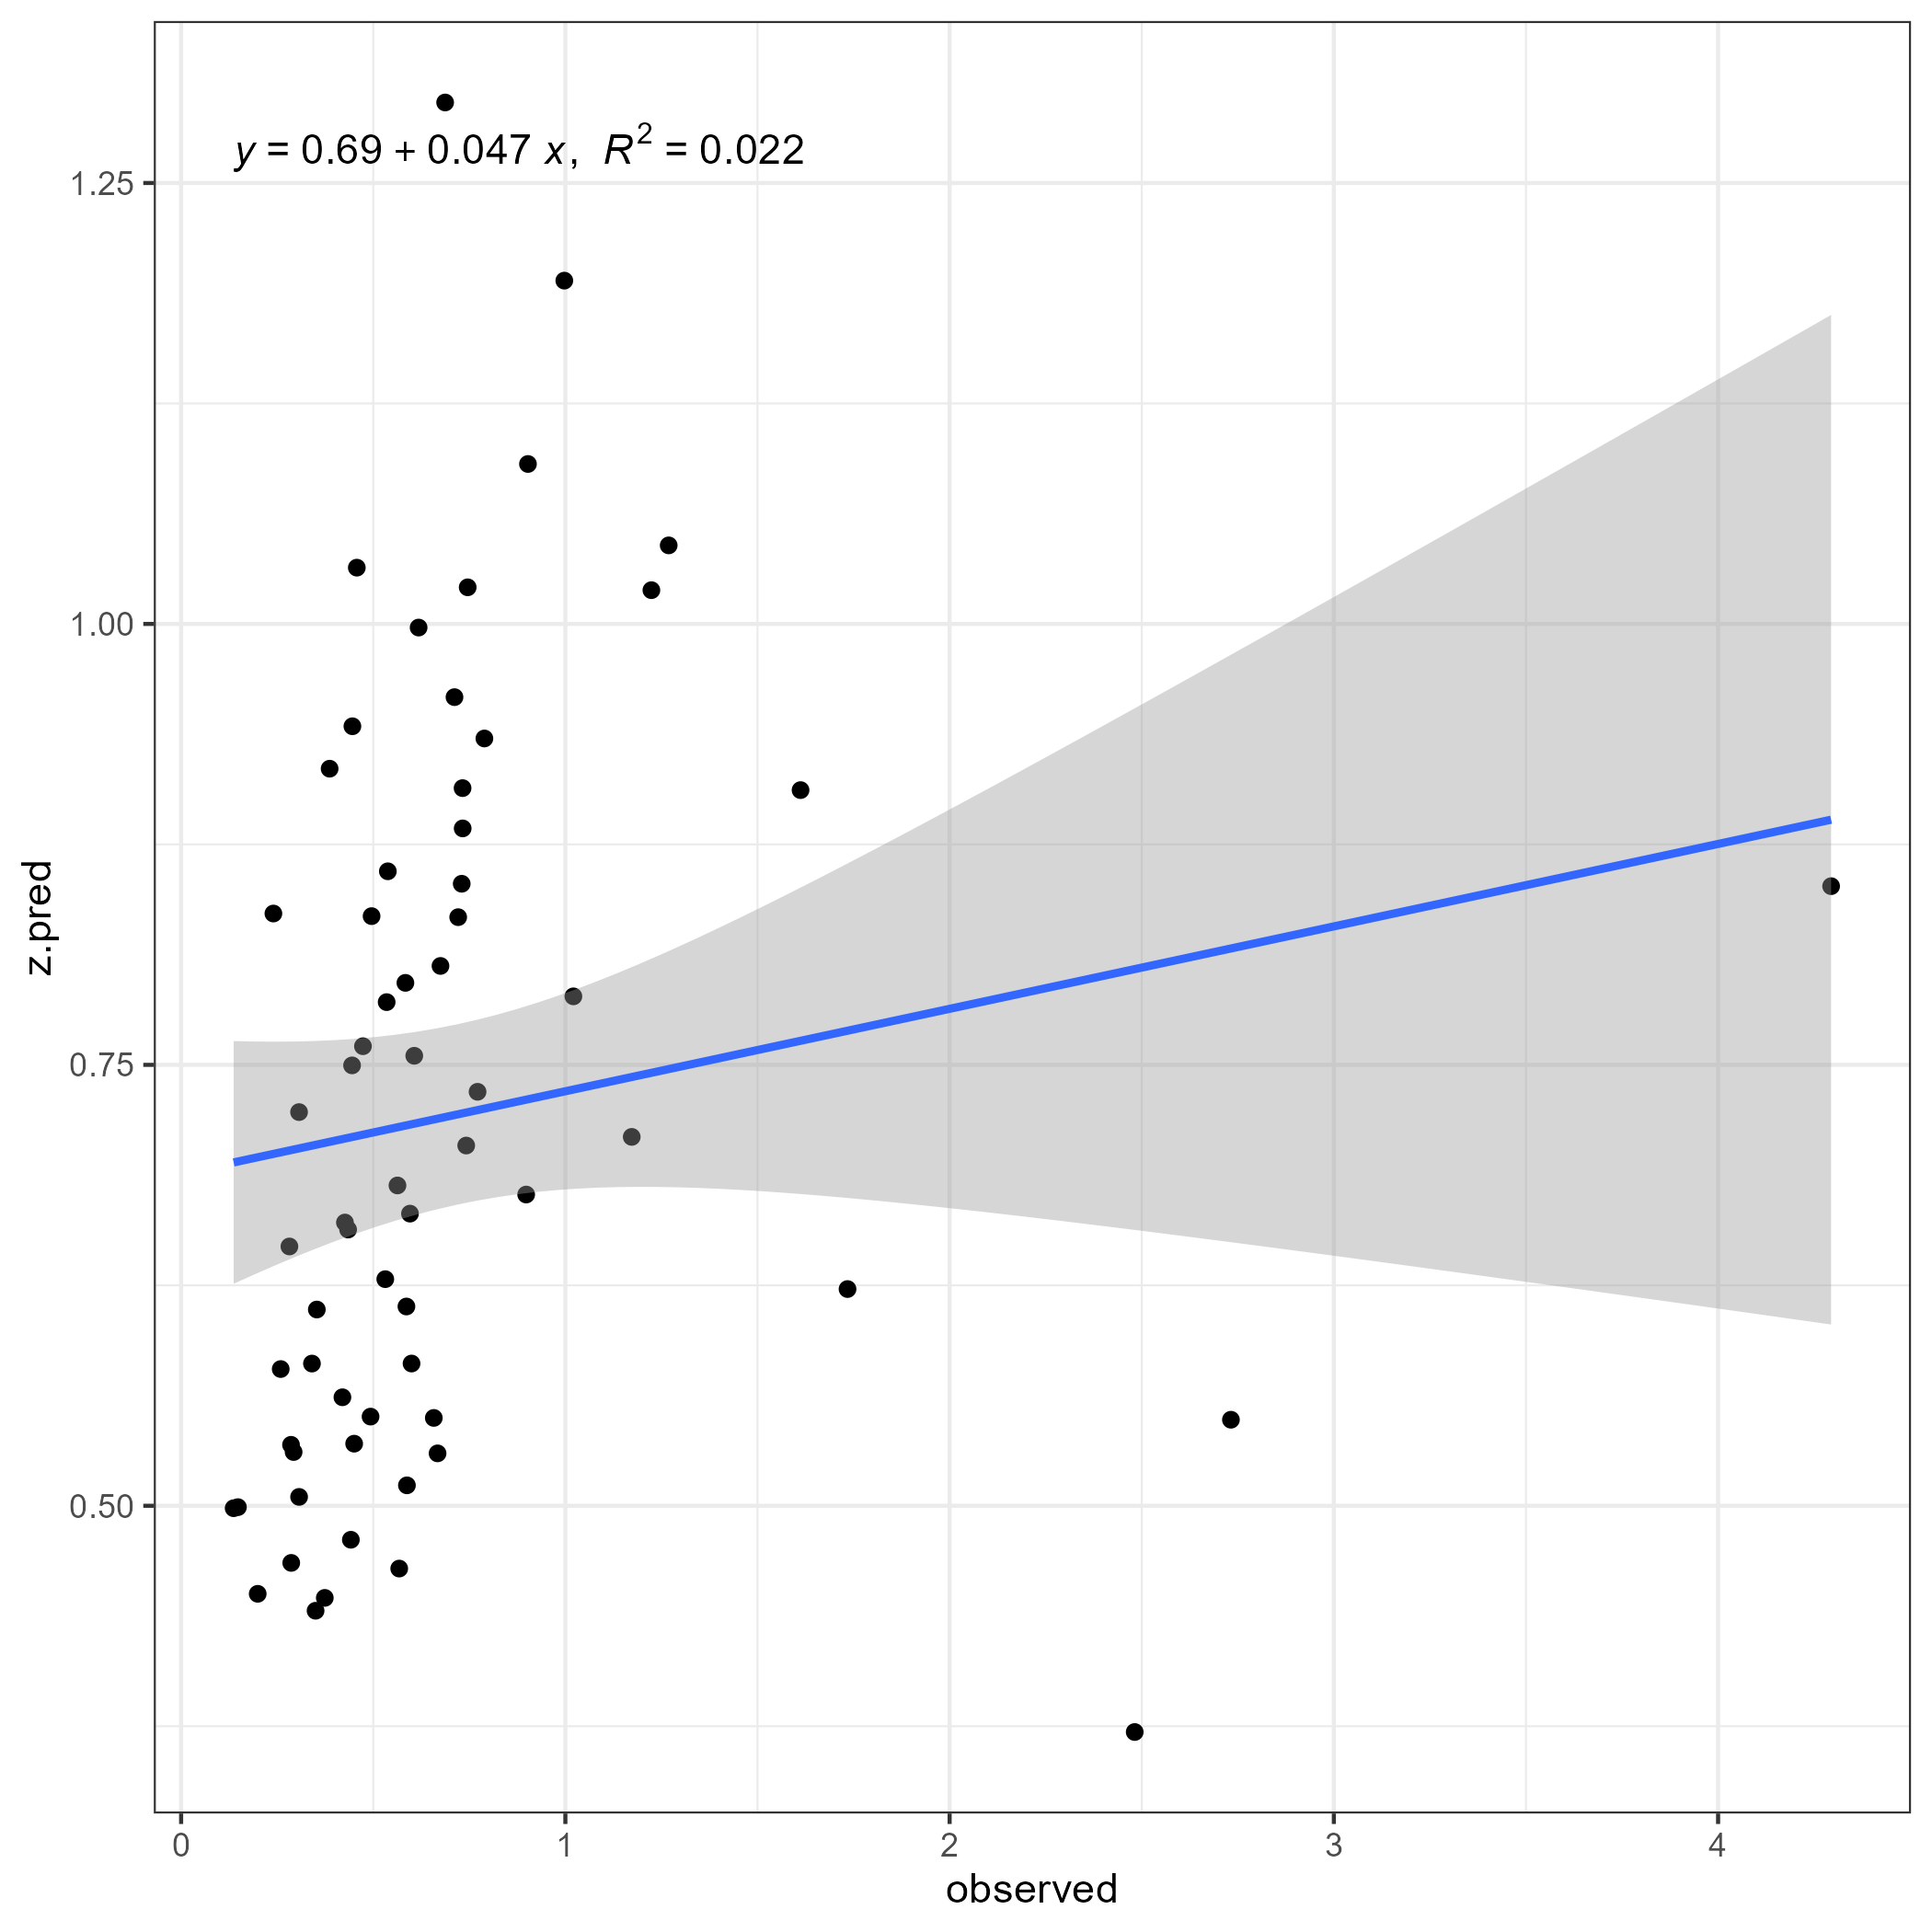 y = 0.69 + 0.047 x, R² = 0.022
1.25
1.00
0.75
0.50
z.pred
0 1 2 3 4
observed